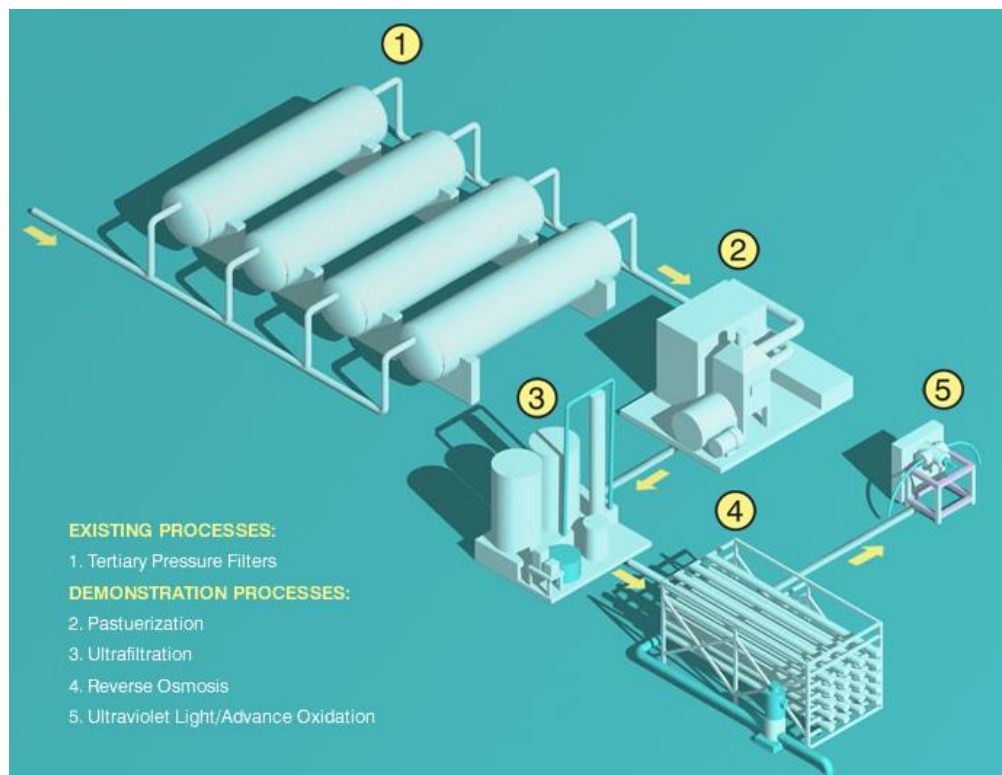 1
2
3
5
4
EXISTING PROCESSES:
1. Tertiary Pressure Filters
DEMONSTRATION PROCESSES:
2. Pastuerization
3. Ultrafiltration
4. Reverse Osmosis
5. Ultraviolet Light/Advance Oxidation